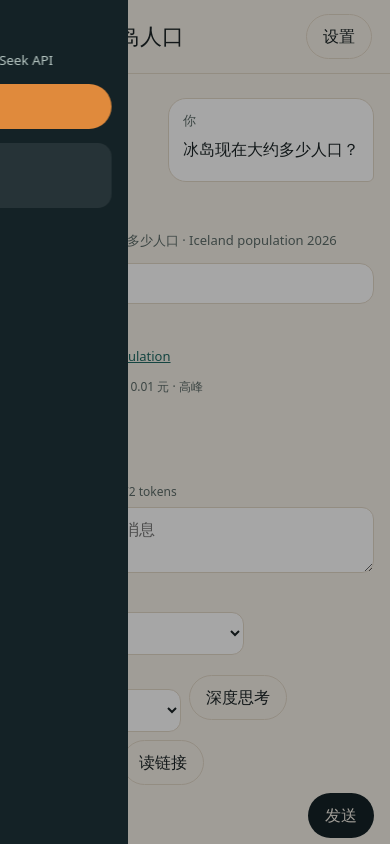 岛人口
设置
Seek API
你
冰岛现在大约多少人口？
多少人口 · Iceland population 2026
ulation
0.01 元 · 高峰
2 tokens
消息
深度思考
读链接
发送